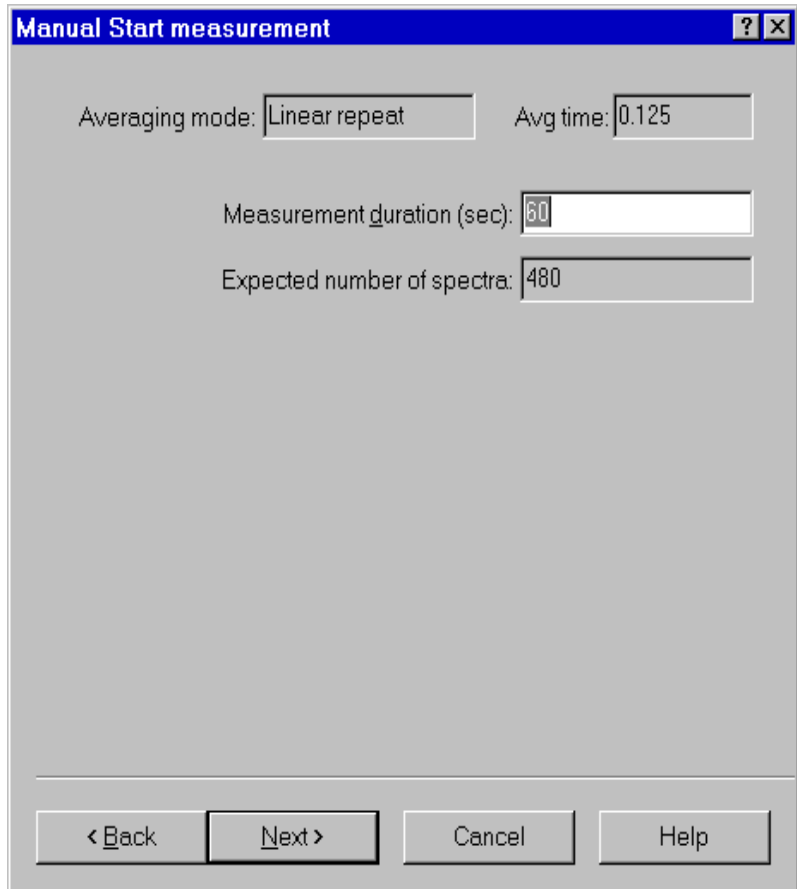 Manual Start measurement
Averaging mode: Linear repeat Avg time: 0.125
Measurement duration (sec): 60
Expected number of spectra: 480
< Back Next > Cancel Help